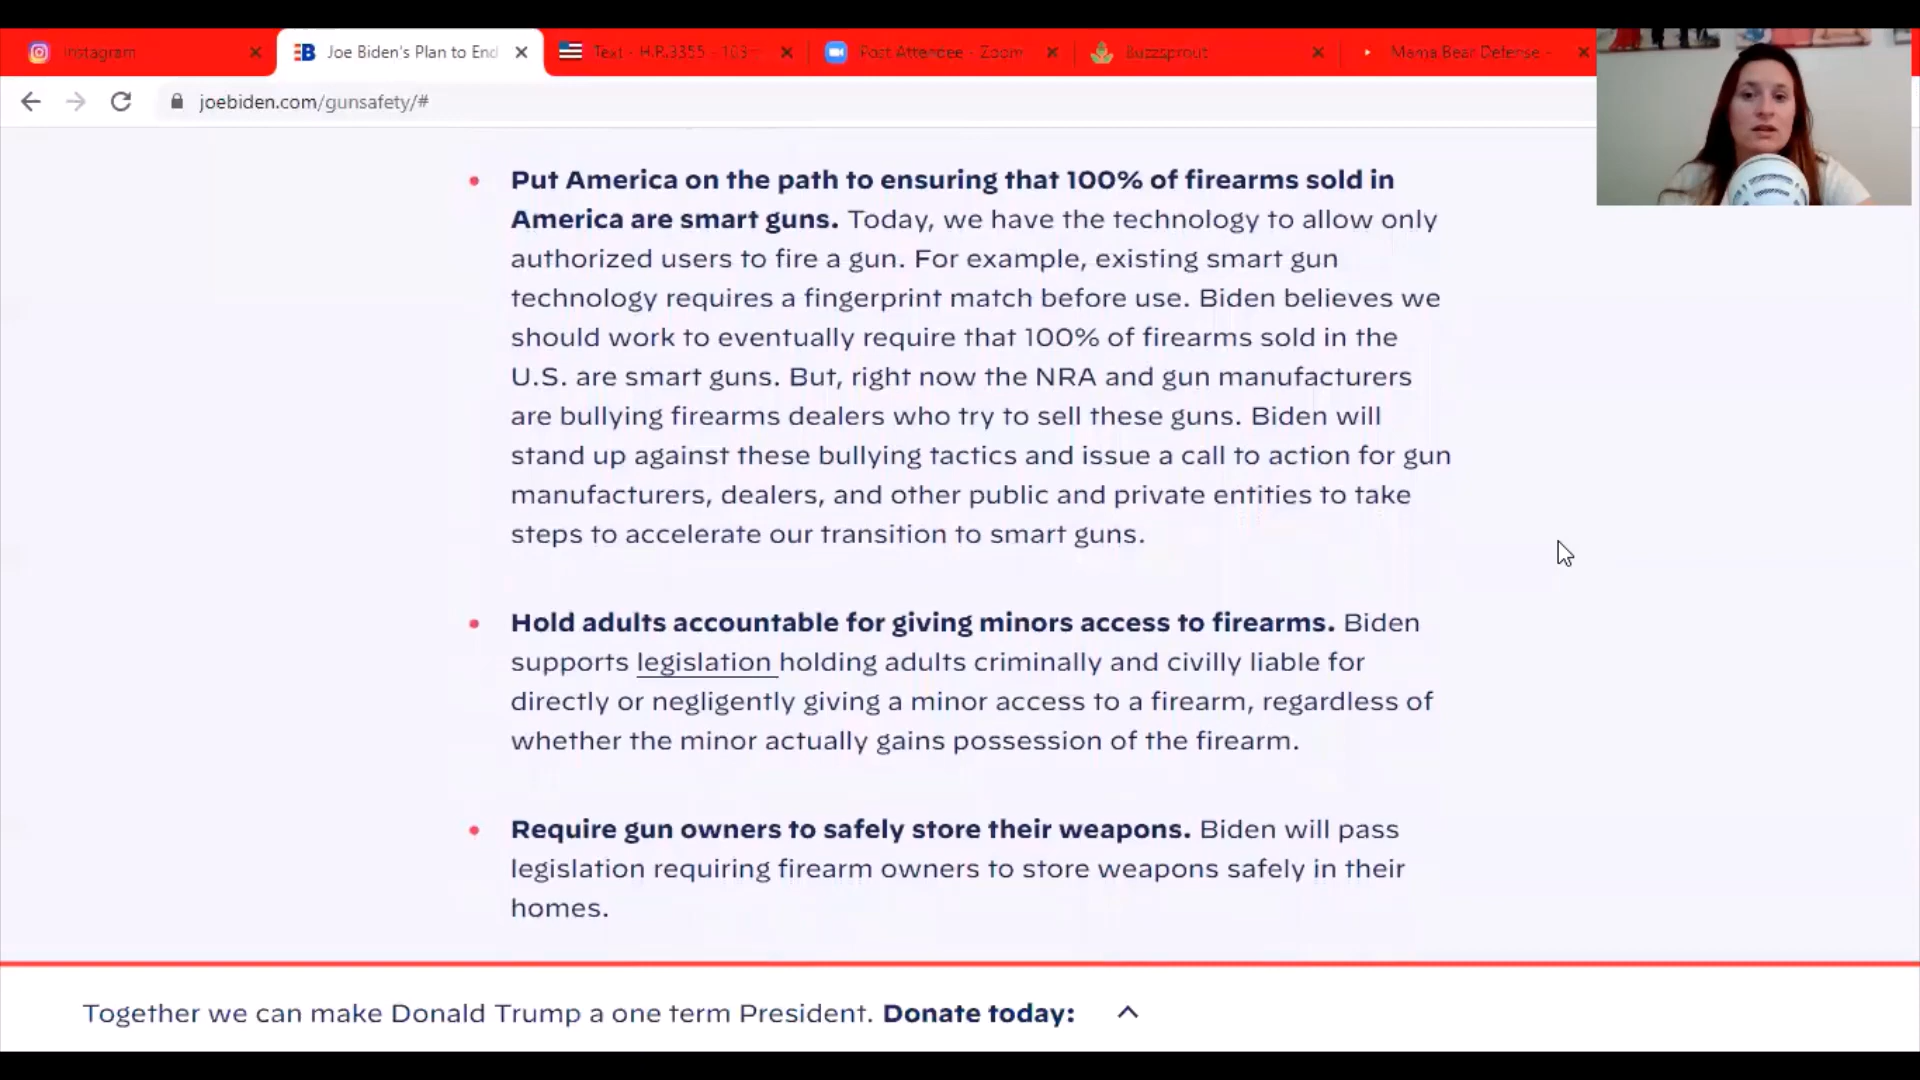 Instagram
Joe Biden's Plan to End
Text - H.R.3355 - 103
Post Attendee - Zoom
Buzzsprout
Mama Bear Defense -
joebiden.com/gunsafety/#
Put America on the path to ensuring that 100% of firearms sold in
America are smart guns. Today, we have the technology to allow only
authorized users to fire a gun. For example, existing smart gun
technology requires a fingerprint match before use. Biden believes we
should work to eventually require that 100% of firearms sold in the
U.S. are smart guns. But, right now the NRA and gun manufacturers
are bullying firearms dealers who try to sell these guns. Biden will
stand up against these bullying tactics and issue a call to action for gun
manufacturers, dealers, and other public and private entities to take
steps to accelerate our transition to smart guns.
Hold adults accountable for giving minors access to firearms. Biden
supports legislation holding adults criminally and civilly liable for
directly or negligently giving a minor access to a firearm, regardless of
whether the minor actually gains possession of the firearm.
Require gun owners to safely store their weapons. Biden will pass
legislation requiring firearm owners to store weapons safely in their
homes.
Together we can make Donald Trump a one term President. Donate today: